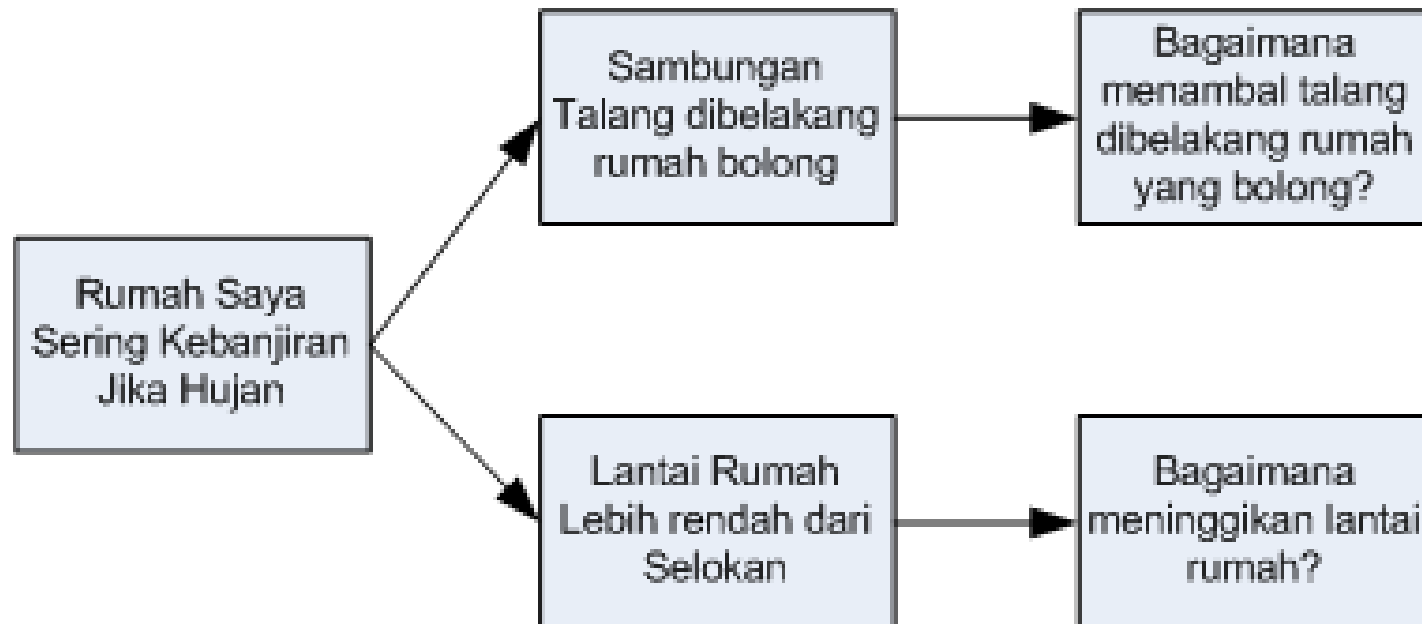 Rumah Saya
Sering Kebanjiran
Jika Hujan
Sambungan
Talang dibelakang
rumah bolong
Bagaimana
menambal talang
dibelakang rumah
yang bolong?
Lantai Rumah
Lebih rendah dari
Selokan
Bagaimana
meninggikan lantai
rumah?